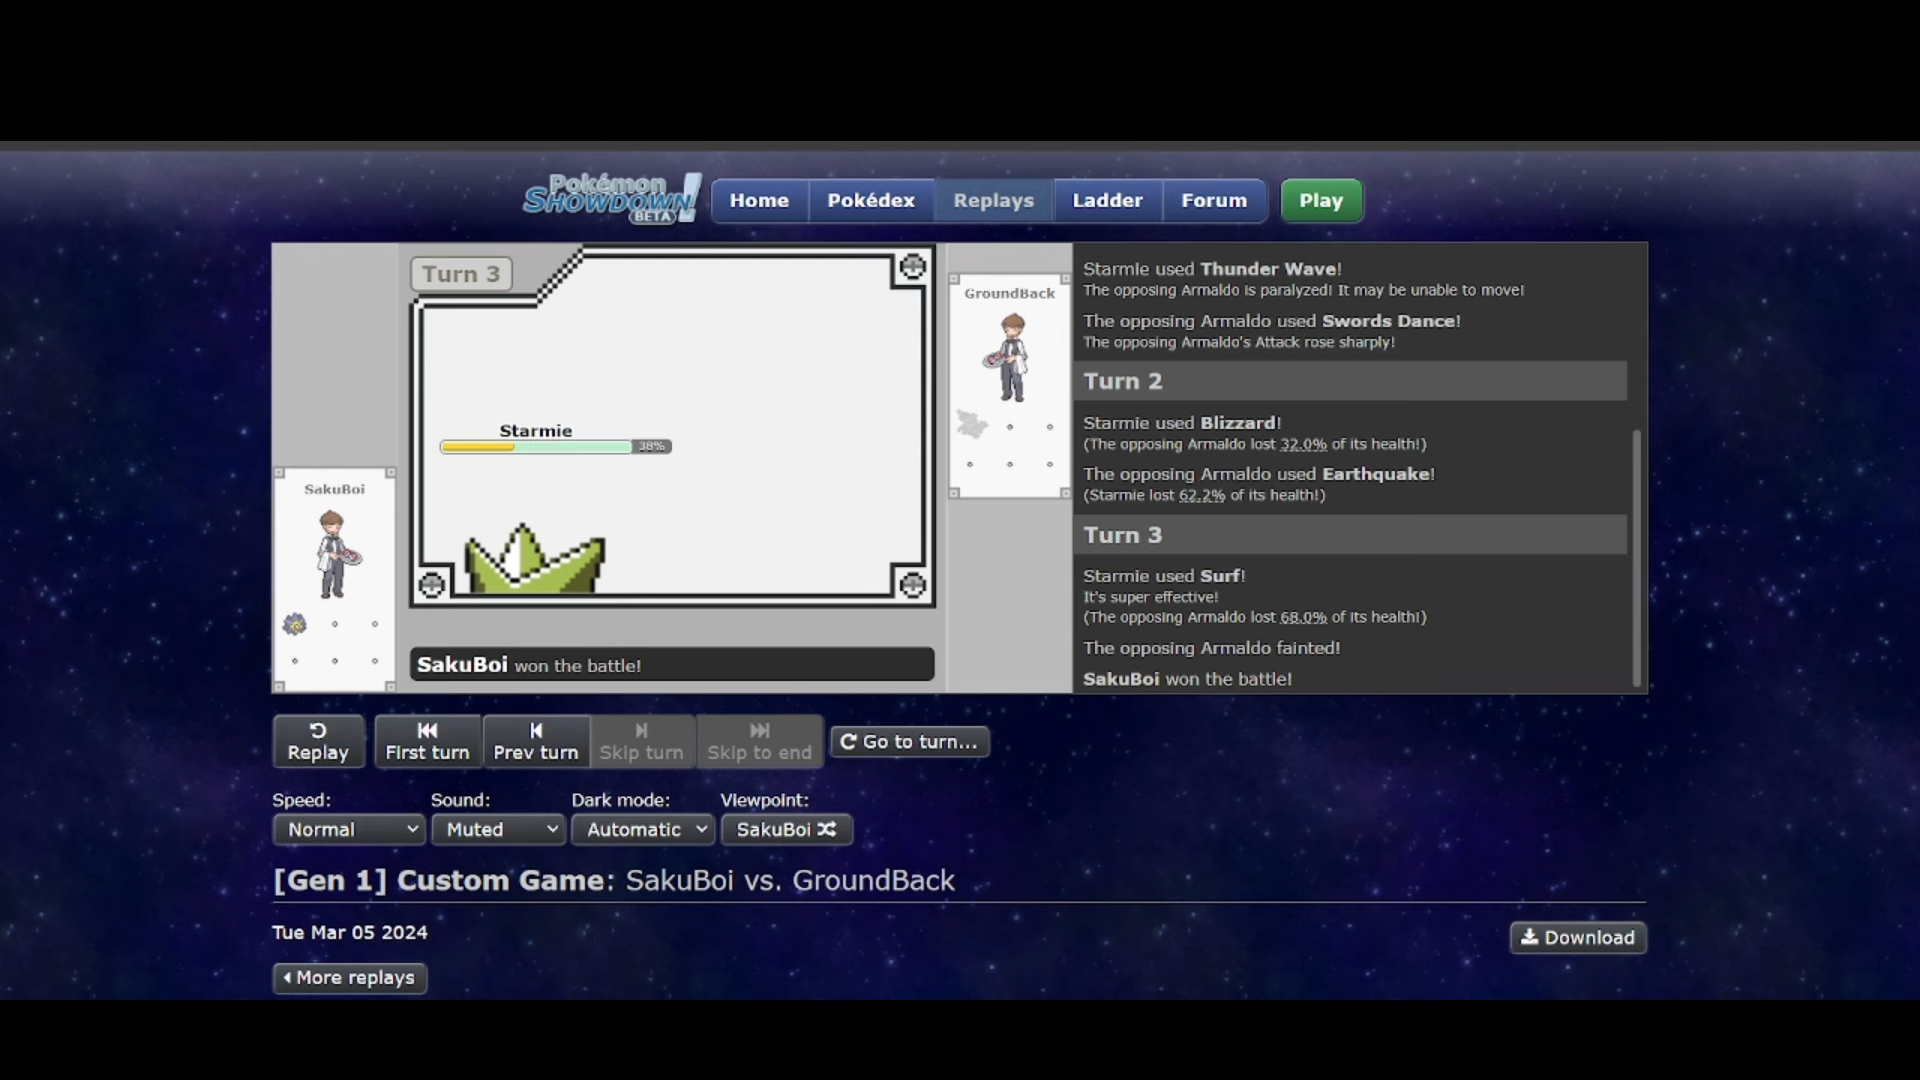 Pokémon
SHOWDOWN!
BETA
Home
Pokédex
Replays
Ladder
Forum
Play
Turn 3
Starmie
38%
SakuBoi
SakuBoi won the battle!
GroundBack
Starmie used Thunder Wave!
The opposing Armaldo is paralyzed! It may be unable to move!
The opposing Armaldo used Swords Dance!
The opposing Armaldo's Attack rose sharply!
Turn 2
Starmie used Blizzard!
(The opposing Armaldo lost 32.0% of its health!)
The opposing Armaldo used Earthquake!
(Starmie lost 62.2% of its health!)
Turn 3
Starmie used Surf!
It's super effective!
(The opposing Armaldo lost 68.0% of its health!)
The opposing Armaldo fainted!
SakuBoi won the battle!
Replay
First turn
Prev turn
Skip turn
Skip to end
Go to turn...
Speed:
Sound:
Dark mode:
Viewpoint:
Normal
Muted
Automatic
SakuBoi
[Gen 1] Custom Game: SakuBoi vs. GroundBack
Tue Mar 05 2024
Download
More replays